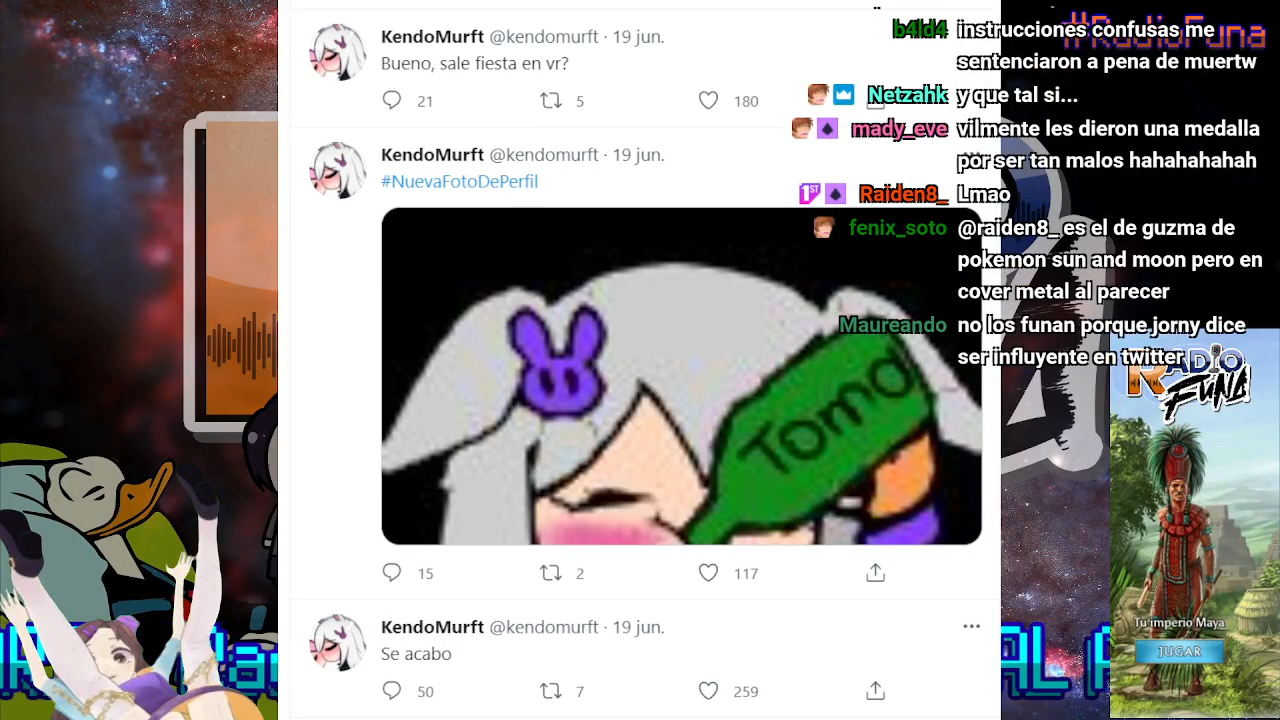 KendoMurft @kendomurft · 19 jun.
Bueno, sale fiesta en vr?
21 5 180
KendoMurft @kendomurft · 19 jun.
#NuevaFotoDePerfil
Toma
15 2 117
KendoMurft @kendomurft · 19 jun.
Se acabo
50 7 259
#RadioFuna
b4ld4 instrucciones confusas me
sentenciaron a pena de muertw
Netzahk y que tal si...
mady_eve vilmente les dieron una medalla
por ser tan malos hahahahahah
1ST Raiden8_ Lmao
fenix_soto @raiden8_ es el de guzma de
pokemon sun and moon pero en
cover metal al parecer
Maureando no los funan porque jorny dice
ser influyente en twitter
RADIO
FUNA
Tu imperio Maya
JUGAR